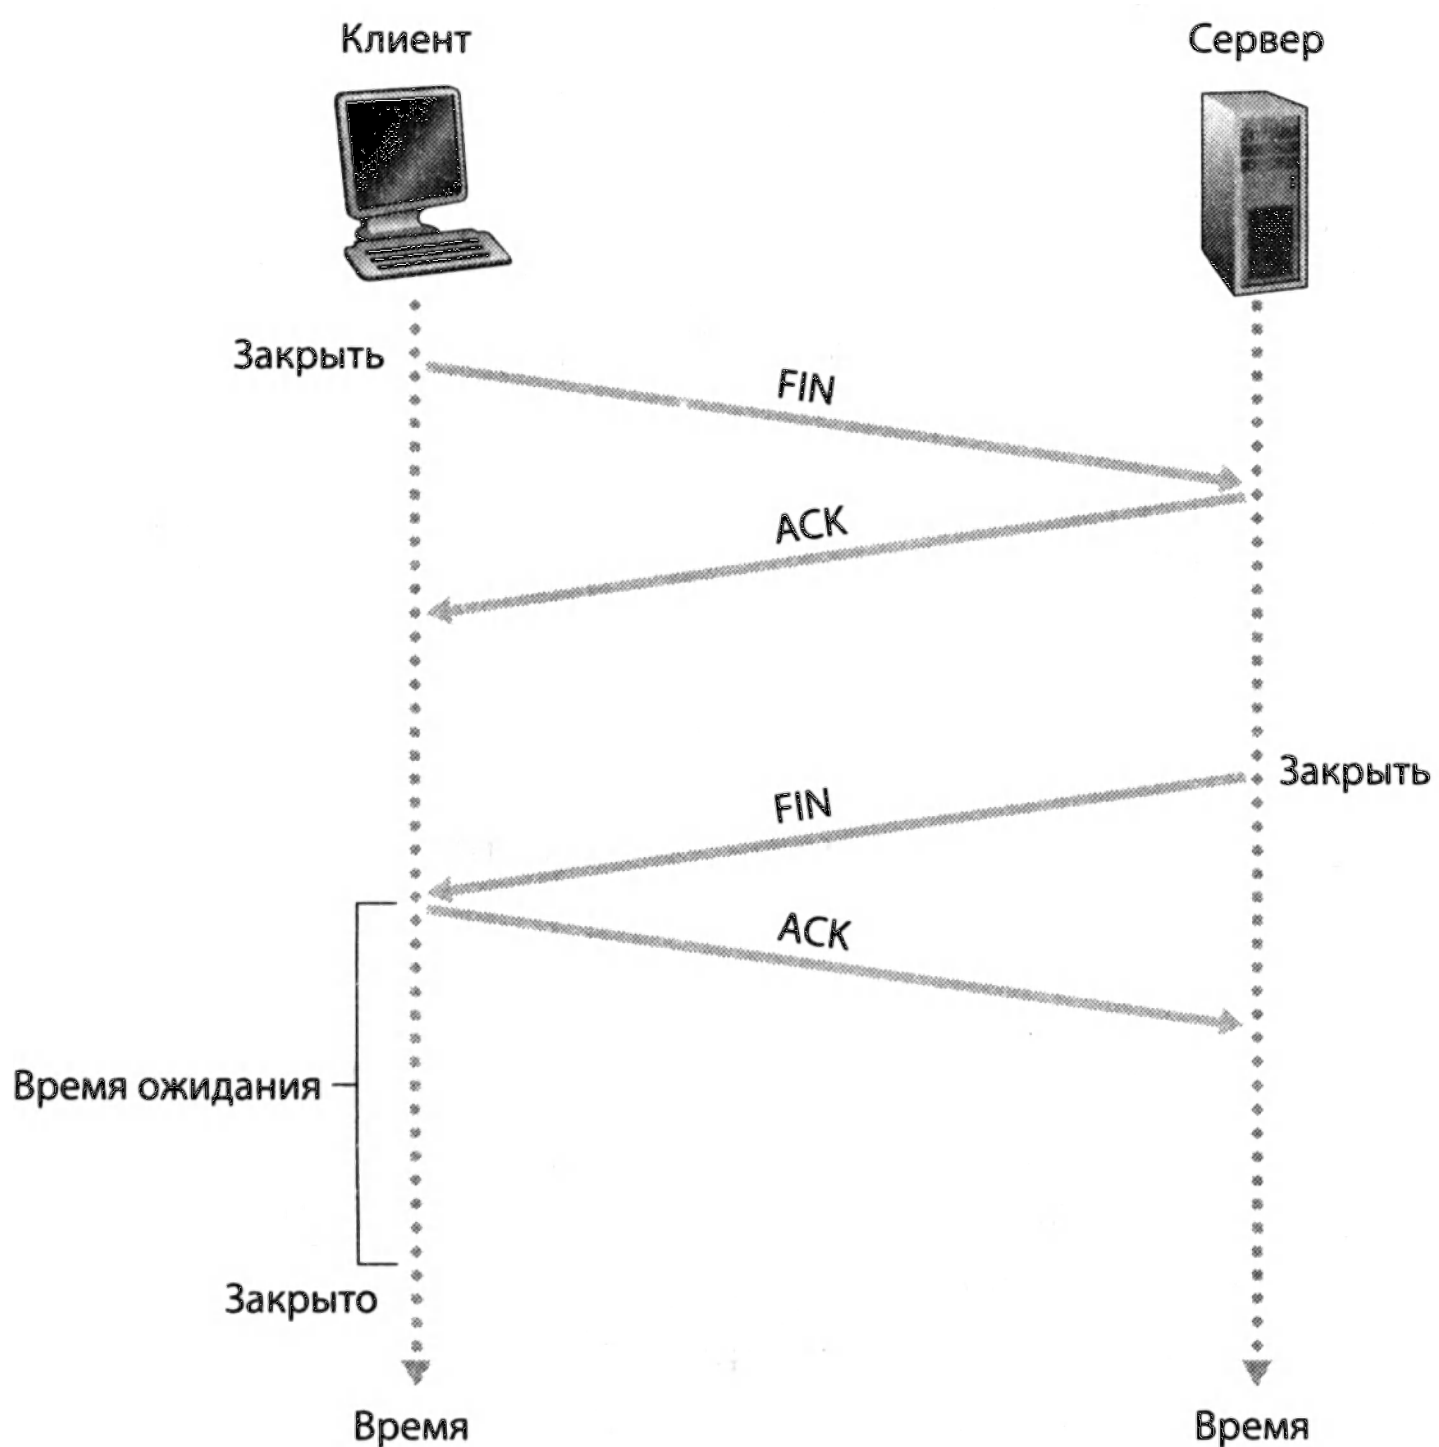 Клиент
Сервер
Закрыть
FIN
ACK
Закрыть
FIN
ACK
Время ожидания
Закрыто
Время
Время